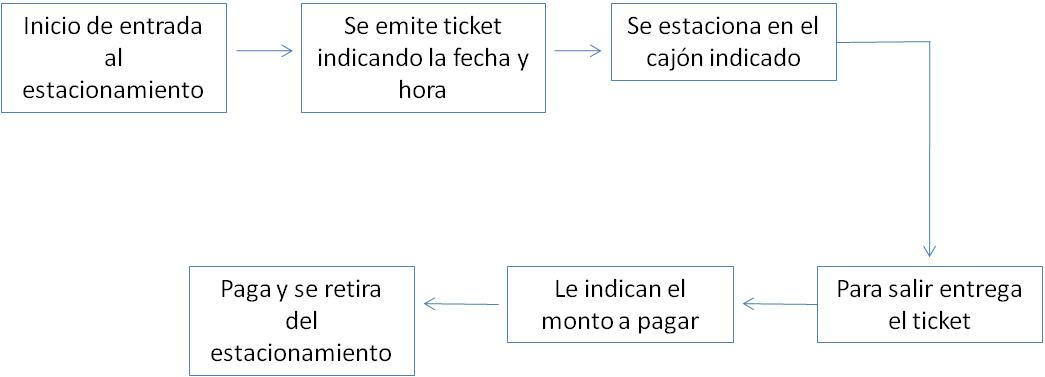 Inicio de entrada
al
estacionamiento
Se emite ticket
indicando la fecha y
hora
Se estaciona en el
cajón indicado
Para salir entrega
el ticket
Le indican el
monto a pagar
Paga y se retira
del
estacionamiento